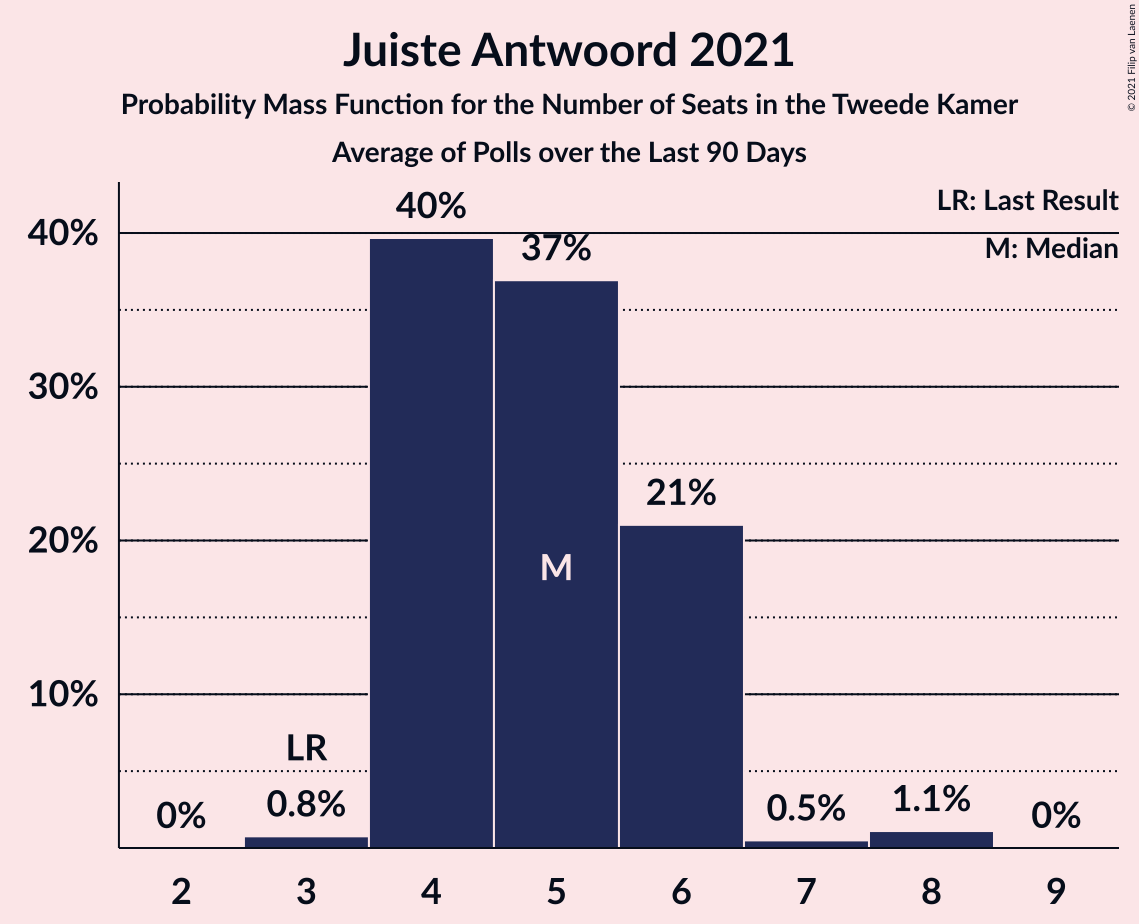 Juiste Antwoord 2021
Probability Mass Function for the Number of Seats in the Tweede Kamer
Average of Polls over the Last 90 Days
© 2021 Filip van Laenen
LR: Last Result
M: Median
40%
30%
20%
10%
0%
LR
0.8%
40%
37%
M
21%
0.5%
1.1%
0%
2 3 4 5 6 7 8 9